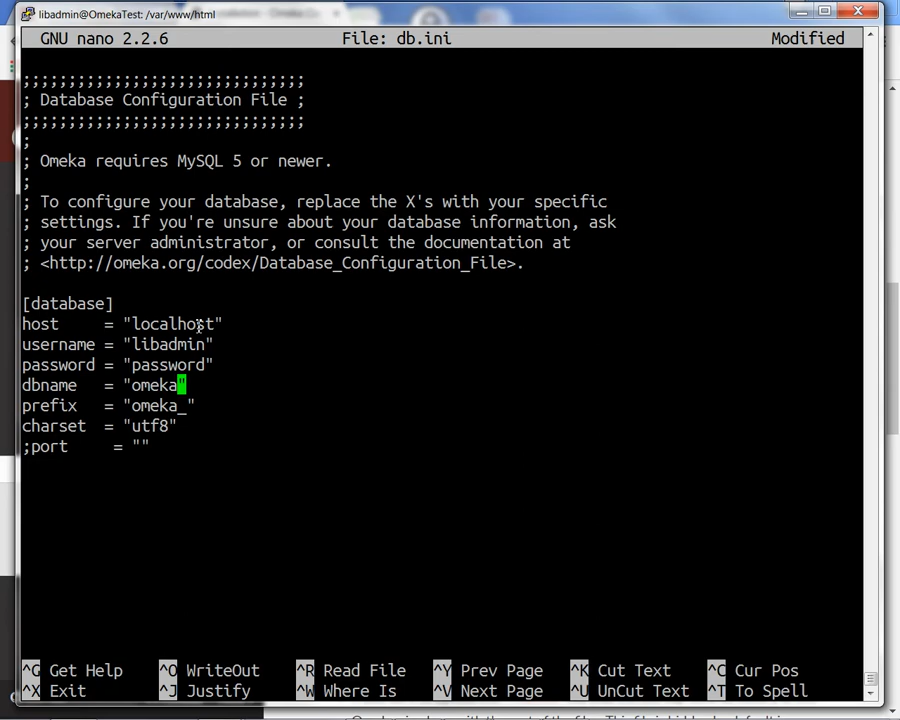 libadmin@OmekaTest: /var/www/html
GNU nano 2.2.6 File: db.ini Modified
;;;;;;;;;;;;;;;;;;;;;;;;;;;;;;;
; Database Configuration File ;
;;;;;;;;;;;;;;;;;;;;;;;;;;;;;;;
;
; Omeka requires MySQL 5 or newer.
;
; To configure your database, replace the X's with your specific
; settings. If you're unsure about your database information, ask
; your server administrator, or consult the documentation at
; <http://omeka.org/codex/Database_Configuration_File>.
[database]
host = "localhost"
username = "libadmin"
password = "password"
dbname = "omeka"
prefix = "omeka_"
charset = "utf8"
;port = ""
^G Get Help ^O WriteOut ^R Read File ^Y Prev Page ^K Cut Text ^C Cur Pos
^X Exit ^J Justify ^W Where Is ^V Next Page ^U UnCut Text ^T To Spell